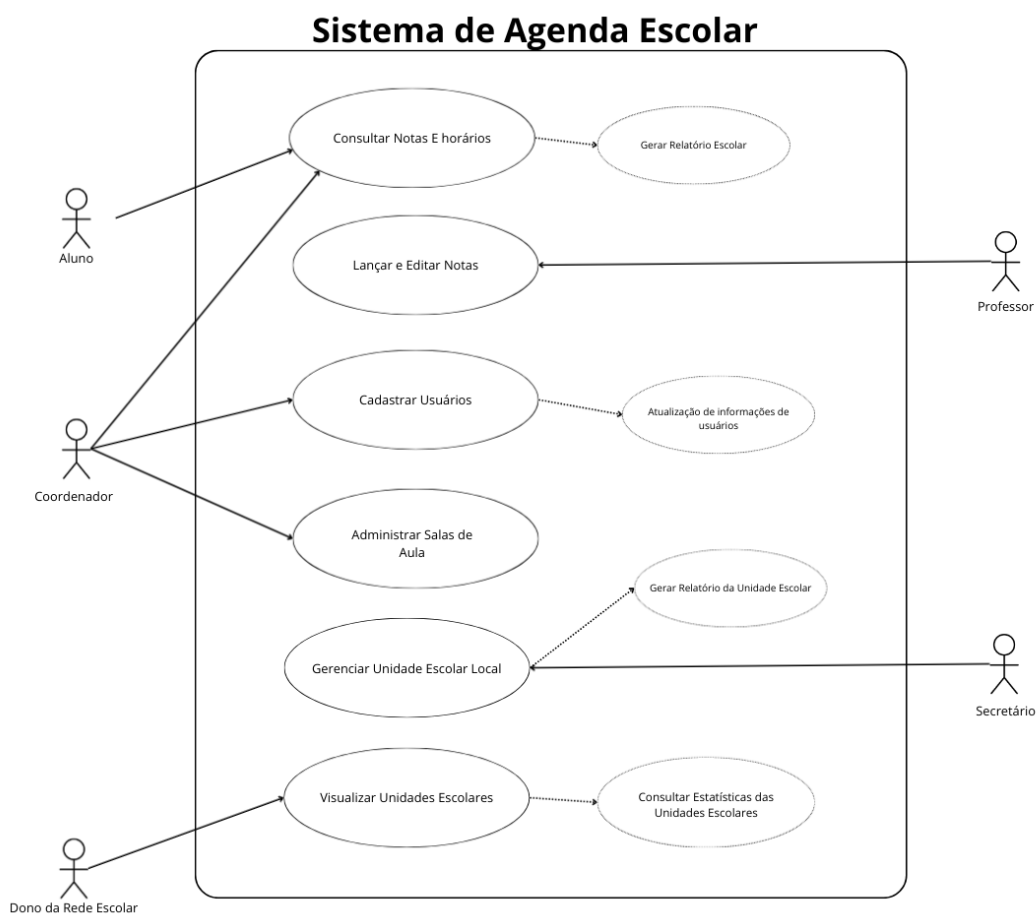 Sistema de Agenda Escolar
Consultar Notas E horários
Gerar Relatório Escolar
Aluno
Lançar e Editar Notas
Professor
Cadastrar Usuários
Atualização de informações de
usuários
Coordenador
Administrar Salas de
Aula
Gerar Relatório da Unidade Escolar
Gerenciar Unidade Escolar Local
Secretário
Visualizar Unidades Escolares
Consultar Estatísticas das
Unidades Escolares
Dono da Rede Escolar